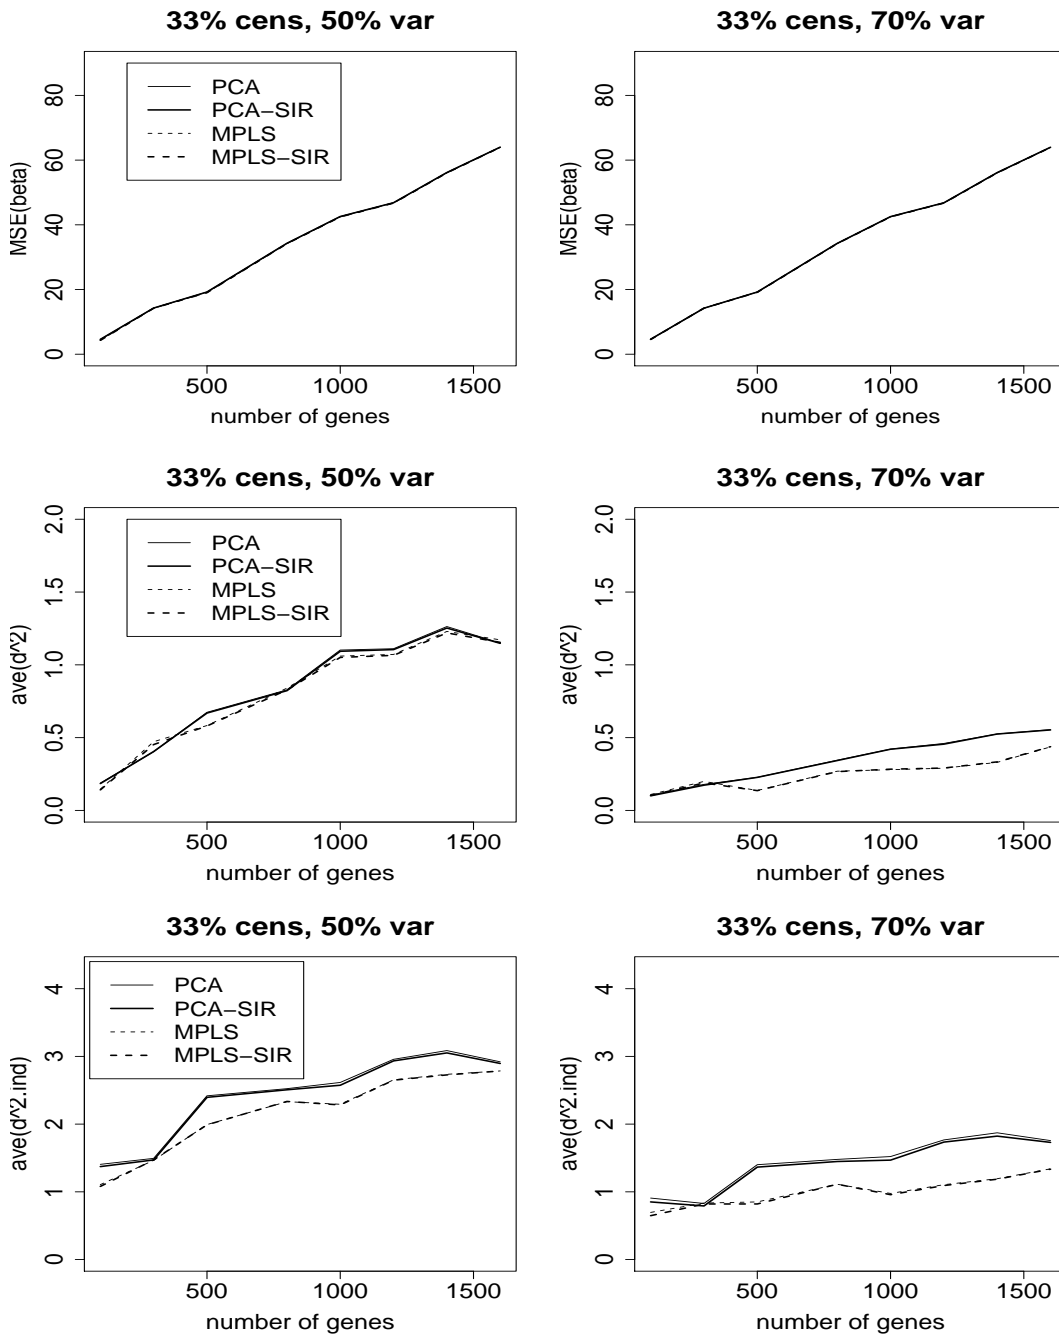 33% cens, 50% var
MSE(beta)
80
60
40
20
0
PCA
PCA−SIR
MPLS
MPLS−SIR
500 1000 1500
number of genes
33% cens, 70% var
MSE(beta)
80
60
40
20
0
500 1000 1500
number of genes
33% cens, 50% var
ave(d^2)
2.0
1.5
1.0
0.5
0.0
PCA
PCA−SIR
MPLS
MPLS−SIR
500 1000 1500
number of genes
33% cens, 70% var
ave(d^2)
2.0
1.5
1.0
0.5
0.0
500 1000 1500
number of genes
33% cens, 50% var
ave(d^2.ind)
4
3
2
1
0
PCA
PCA−SIR
MPLS
MPLS−SIR
500 1000 1500
number of genes
33% cens, 70% var
ave(d^2.ind)
4
3
2
1
0
500 1000 1500
number of genes